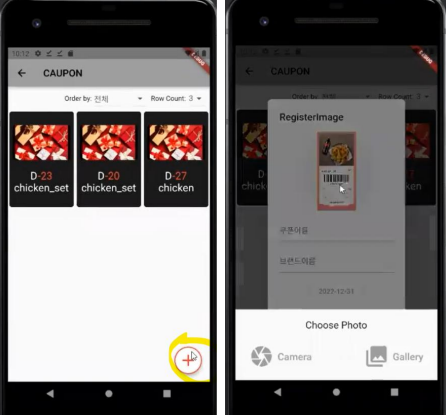 10:12
CAUPON
Order by: 전체
Row Count: 3
D-23
chicken_set
D-20
chicken_set
D-27
chicken
CAUPON
Order by: 전체
Row Count: 3
RegisterImage
쿠폰이름
브랜드이름
2022-12-31
Choose Photo
Camera
Gallery